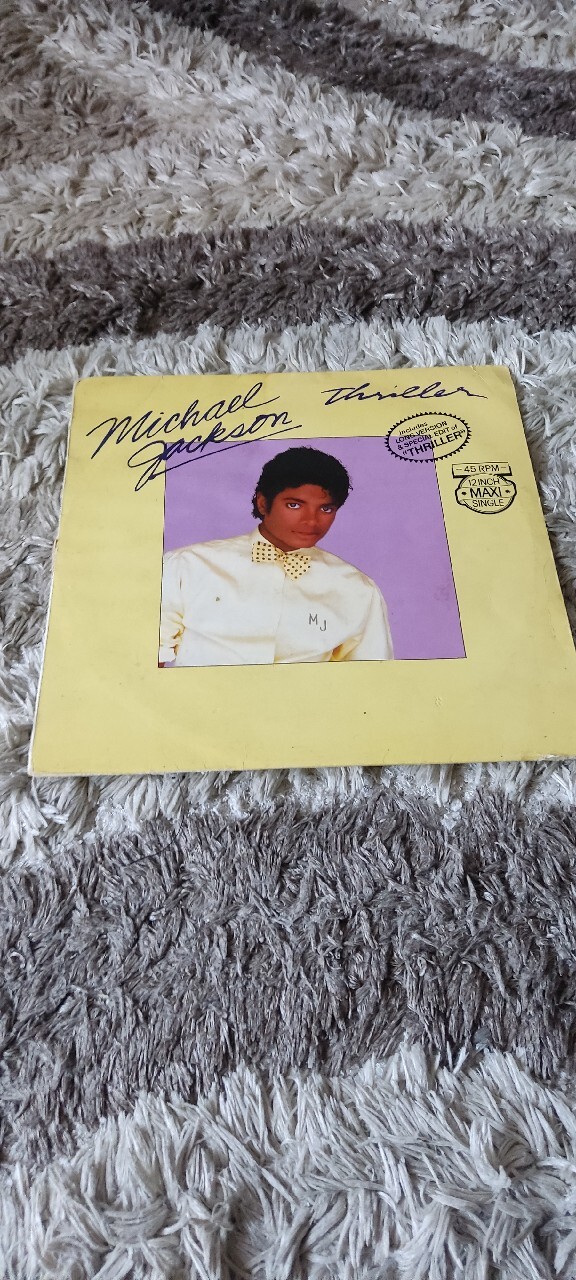 Michael
Jackson
Thriller
includes
LONG VERSION
& SPECIAL EDIT of
"THRILLER"
45 RPM
12 INCH
MAXI
SINGLE
MJ